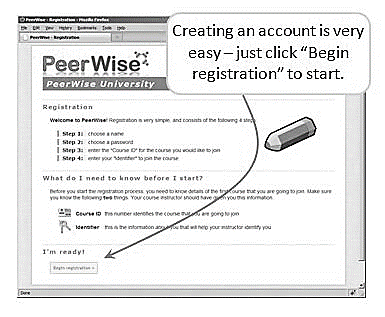 PeerWise - Registration - Mozilla Firefox
File Edit View History Bookmarks Tools Help
PeerWise - Registration
Creating an account is very
easy – just click “Begin
registration” to start.
PeerWise
PeerWise University
Registration
Welcome to PeerWise! Registration is very simple, and consists of the following 4 steps
Step 1: choose a name
Step 2: choose a password
Step 3: enter the "Course ID" for the course you would like to join
Step 4: enter your "Identifier" to join the course
What do I need to know before I start?
Before you start the registration process, you need to know details of the first course that you are going to join. Make sure
you know the following two things. Your course instructor should have given you this information.
Course ID this number identifies the course that you are going to join
Identifier this is the information about you that will help your instructor identify you
I'm ready!
Begin registration >
Done